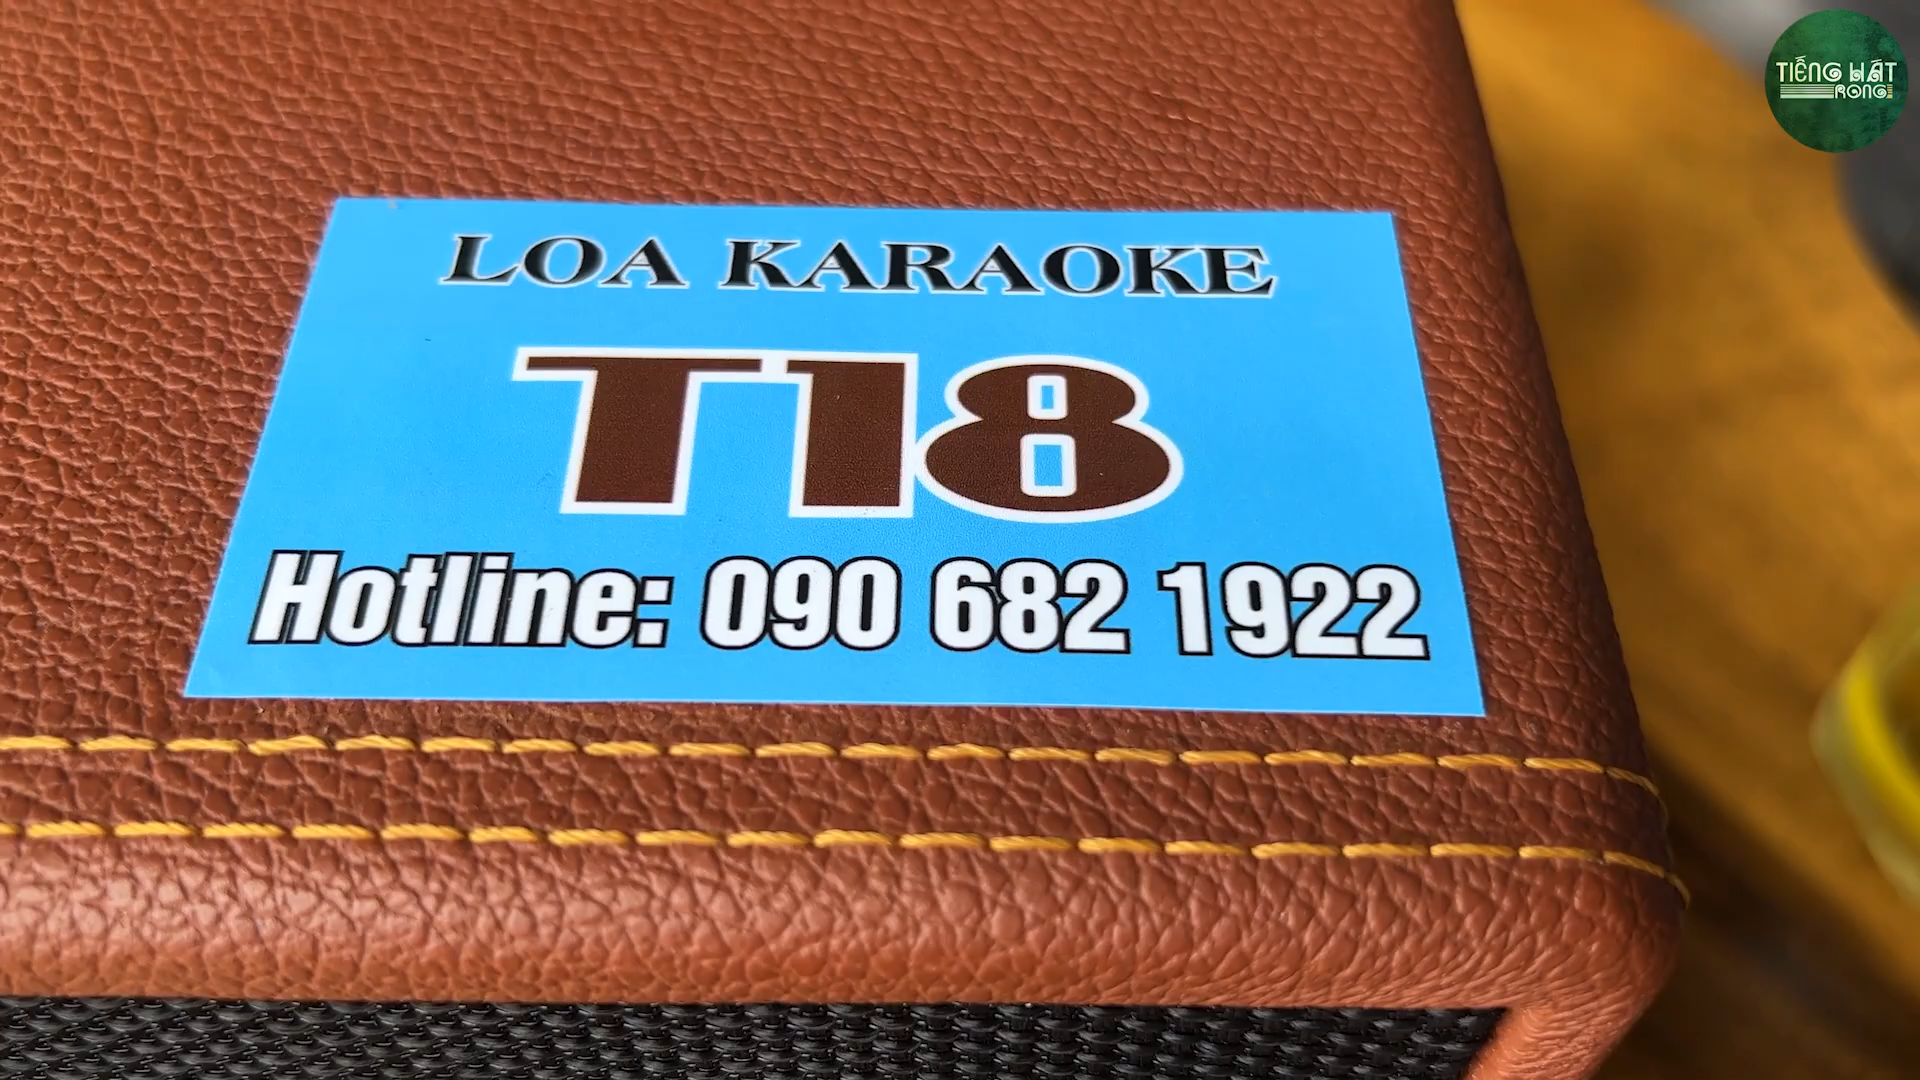 TIẾNG HÁT
RONG
LOA KARAOKE
T18
Hotline: 090 682 1922